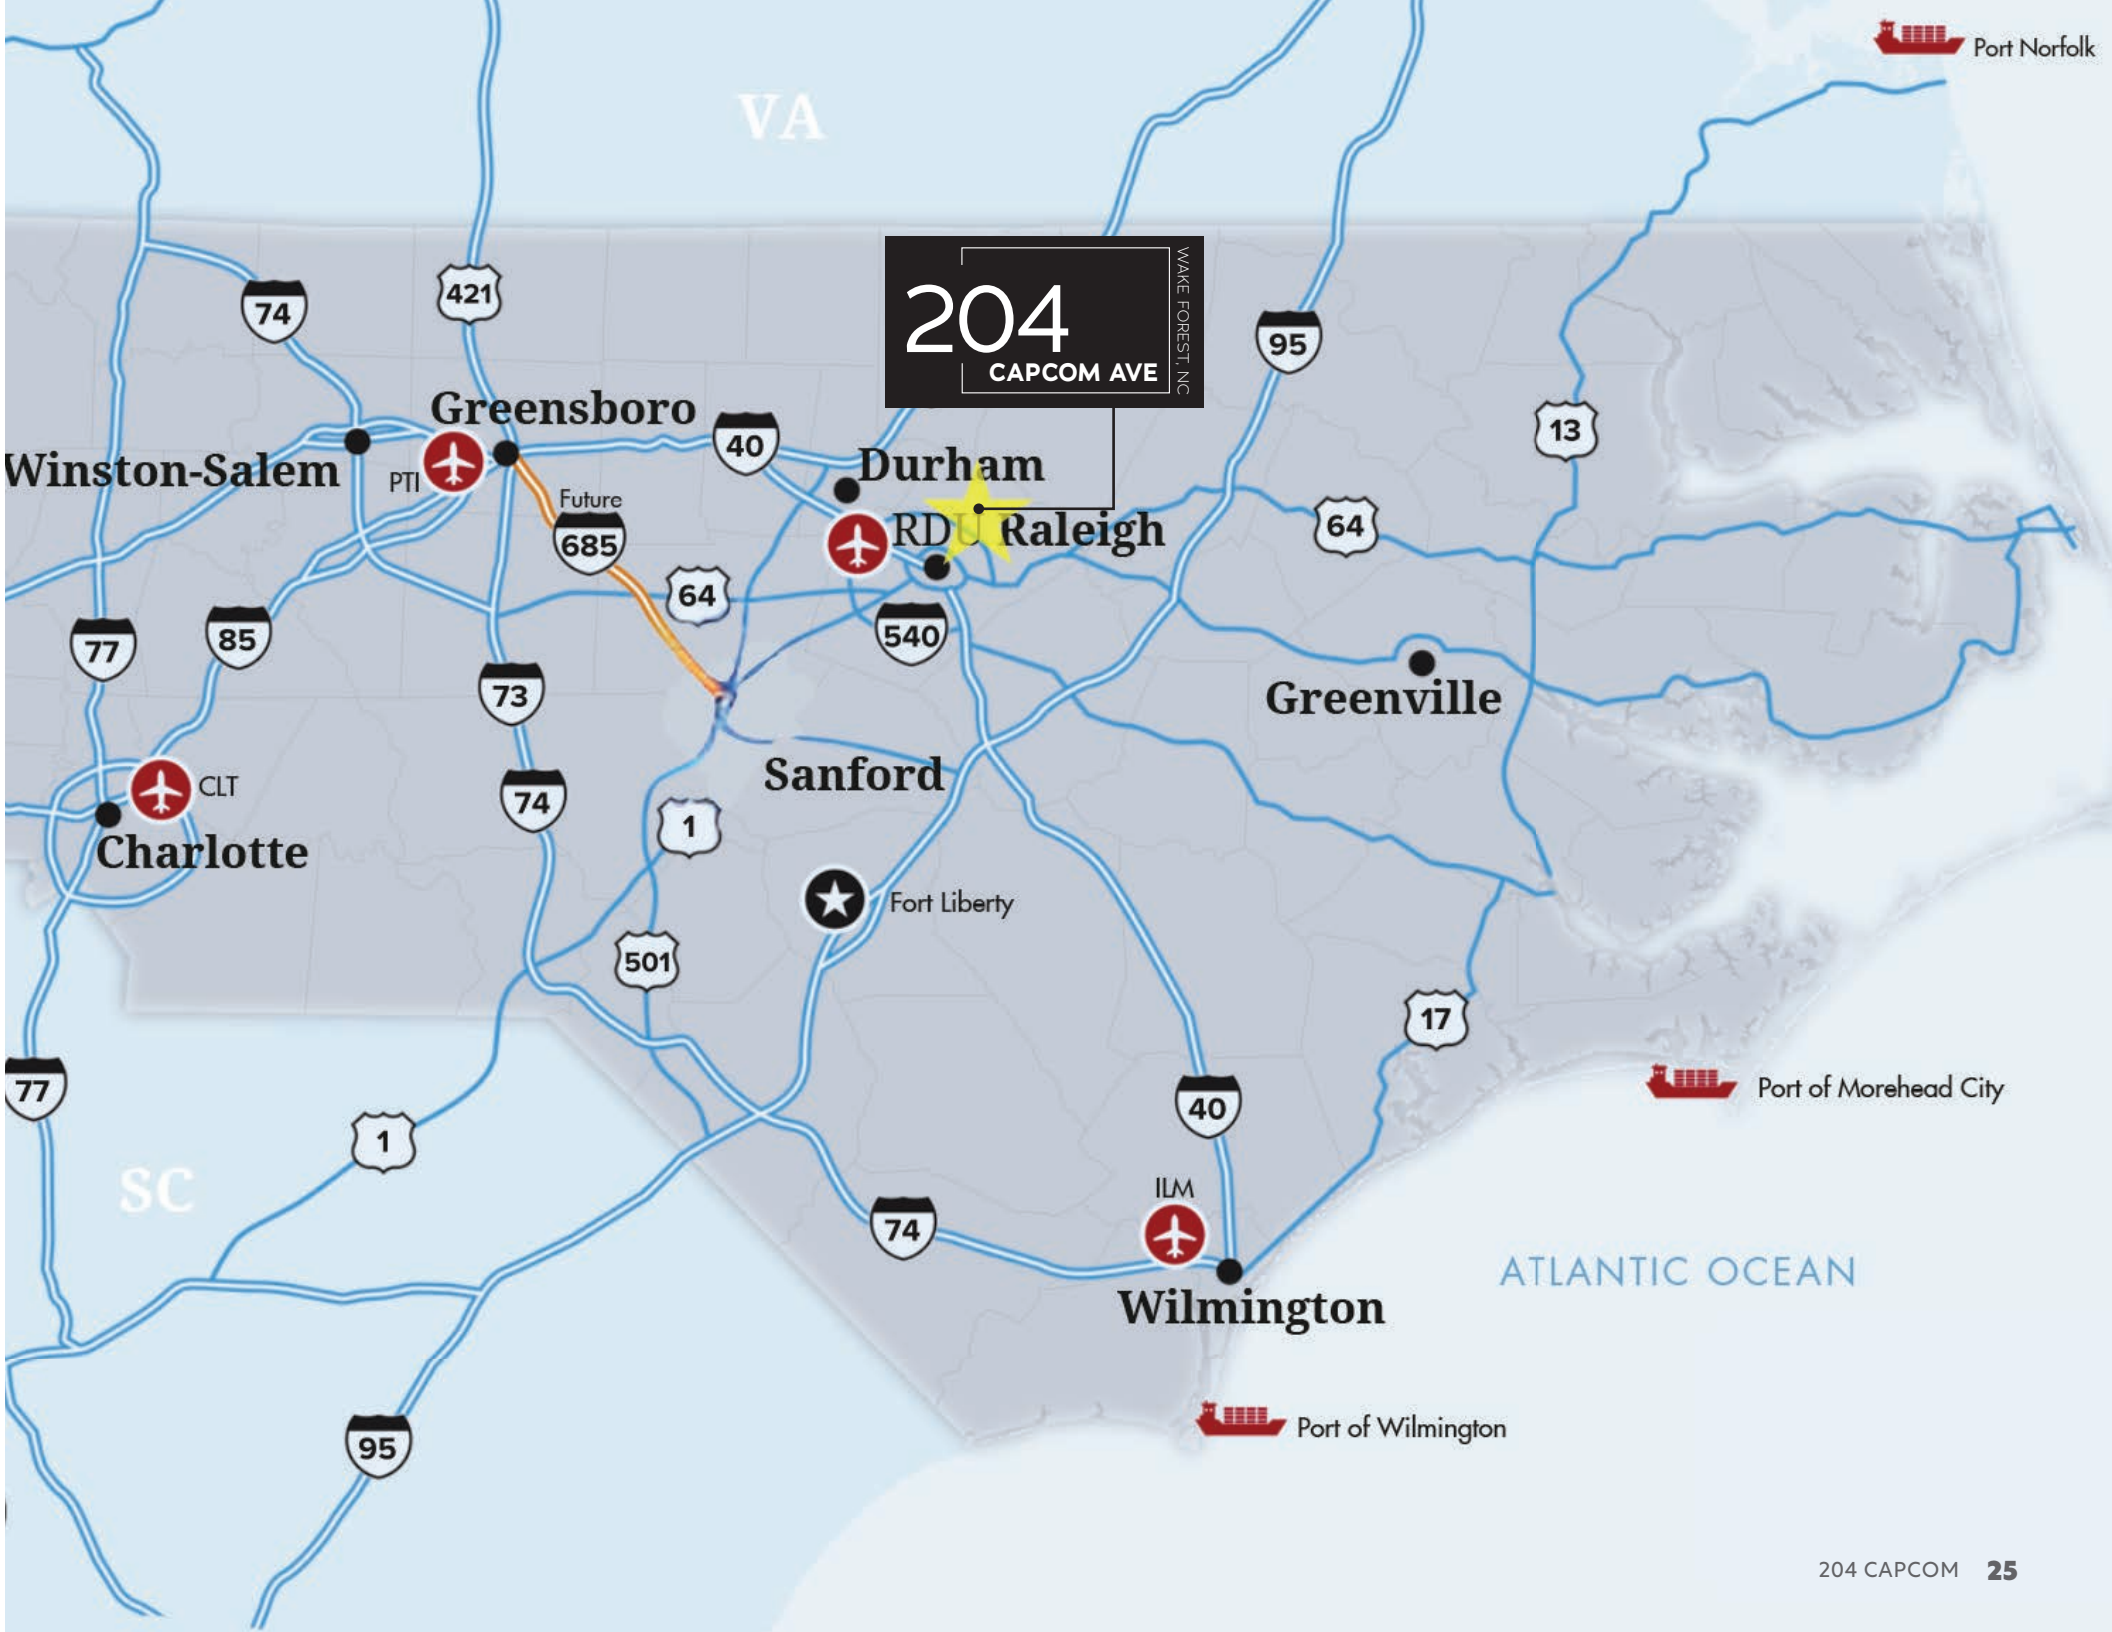 Port Norfolk
VA
204
CAPCOM AVE
WAKE FOREST, NC
74
421
95
Greensboro
13
40
Winston-Salem
PTI
Durham
Future
685
RDU
Raleigh
64
64
77
85
540
73
Greenville
74
Sanford
CLT
1
Charlotte
Fort Liberty
501
17
77
Port of Morehead City
40
1
SC
ILM
74
ATLANTIC OCEAN
Wilmington
Port of Wilmington
95
204 CAPCOM 25